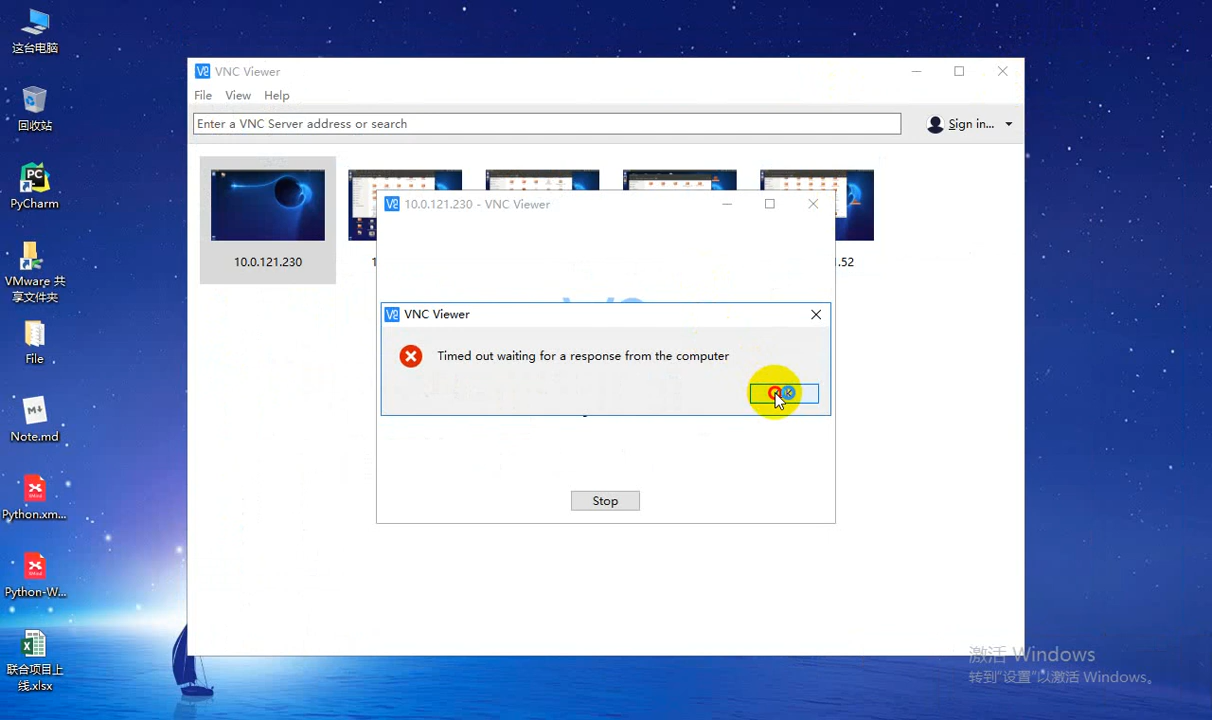 这台电脑
回收站
PyCharm
VMware 共
享文件夹
File
Note.md
Python.xm...
Python-W...
联合项目上
线.xlsx
VNC Viewer
File View Help
Enter a VNC Server address or search
Sign in...
10.0.121.230
1
.52
10.0.121.230 - VNC Viewer
VNC Viewer
Timed out waiting for a response from the computer
OK
Stop
激活 Windows
转到"设置"以激活 Windows。